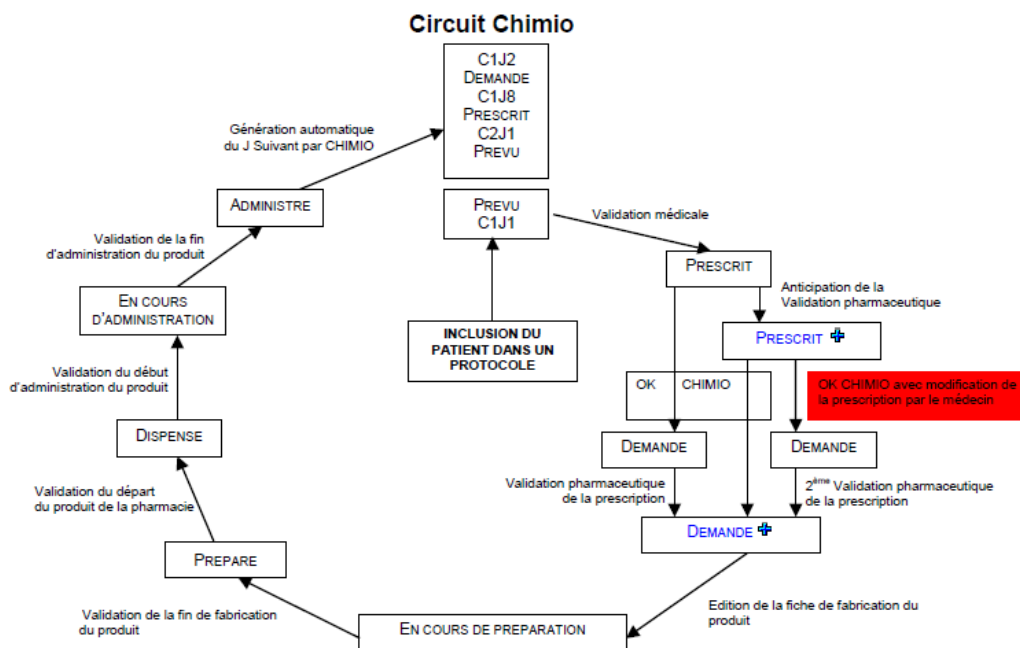 Circuit Chimio
C1J2
DEMANDE
C1J8
PRESCRIT
C2J1
PREVU
Génération automatique
du J Suivant par CHIMIO
ADMINISTRE
PREVU
C1J1
Validation médicale
Validation de la fin
d'administration du produit
PRESCRIT
EN COURS
D'ADMINISTRATION
Anticipation de la
Validation pharmaceutique
INCLUSION DU
PATIENT DANS UN
PROTOCOLE
PRESCRIT
Validation du début
d'administration du produit
OK CHIMIO
OK CHIMIO avec modification de
la prescription par le médecin
DISPENSE
DEMANDE
DEMANDE
Validation pharmaceutique
de la prescription
2ème Validation pharmaceutique
de la prescription
Validation du départ
du produit de la pharmacie
DEMANDE
PREPARE
Validation de la fin de fabrication
du produit
EN COURS DE PREPARATION
Edition de la fiche de fabrication du
produit